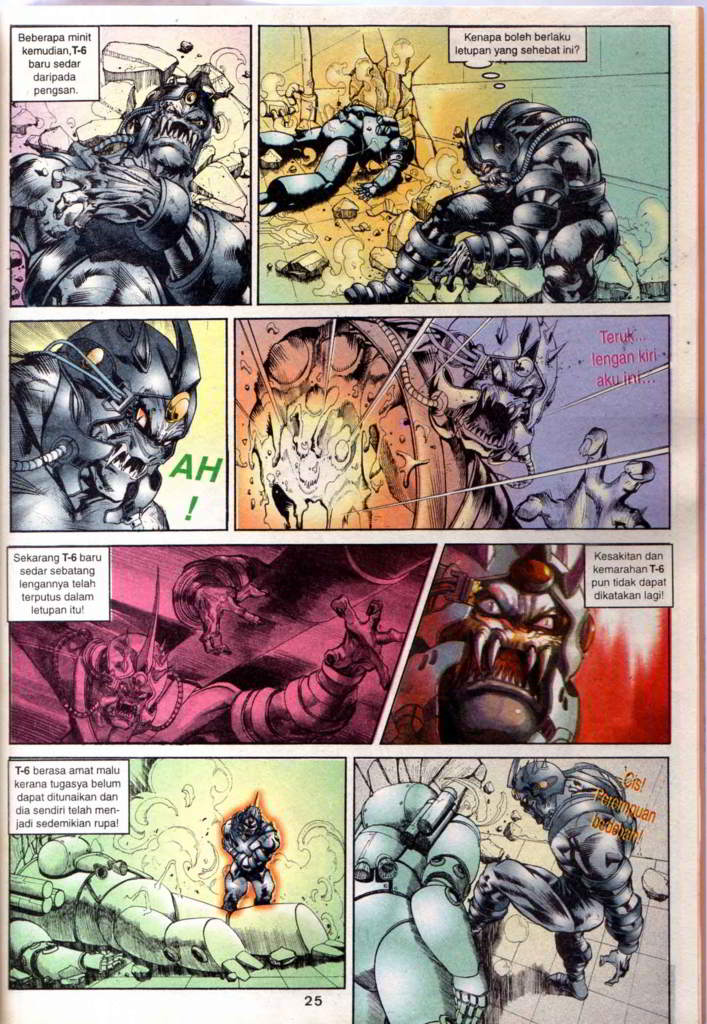 Beberapa minit
kemudian,T-6
baru sedar
daripada
pengsan.
Kenapa boleh berlaku
letupan yang sehebat ini?
AH
!
Teruk...
lengan kiri
aku ini...
Sekarang T-6 baru
sedar sebatang
lengannya telah
terputus dalam
letupan itu!
Kesakitan dan
kemarahan T-6
pun tidak dapat
dikatakan lagi!
T-6 berasa amat malu
kerana tugasya belum
dapat ditunaikan dan
dia sendiri telah men-
jadi sedemikian rupa!
Cis!
Perempuan
bedebah!
25